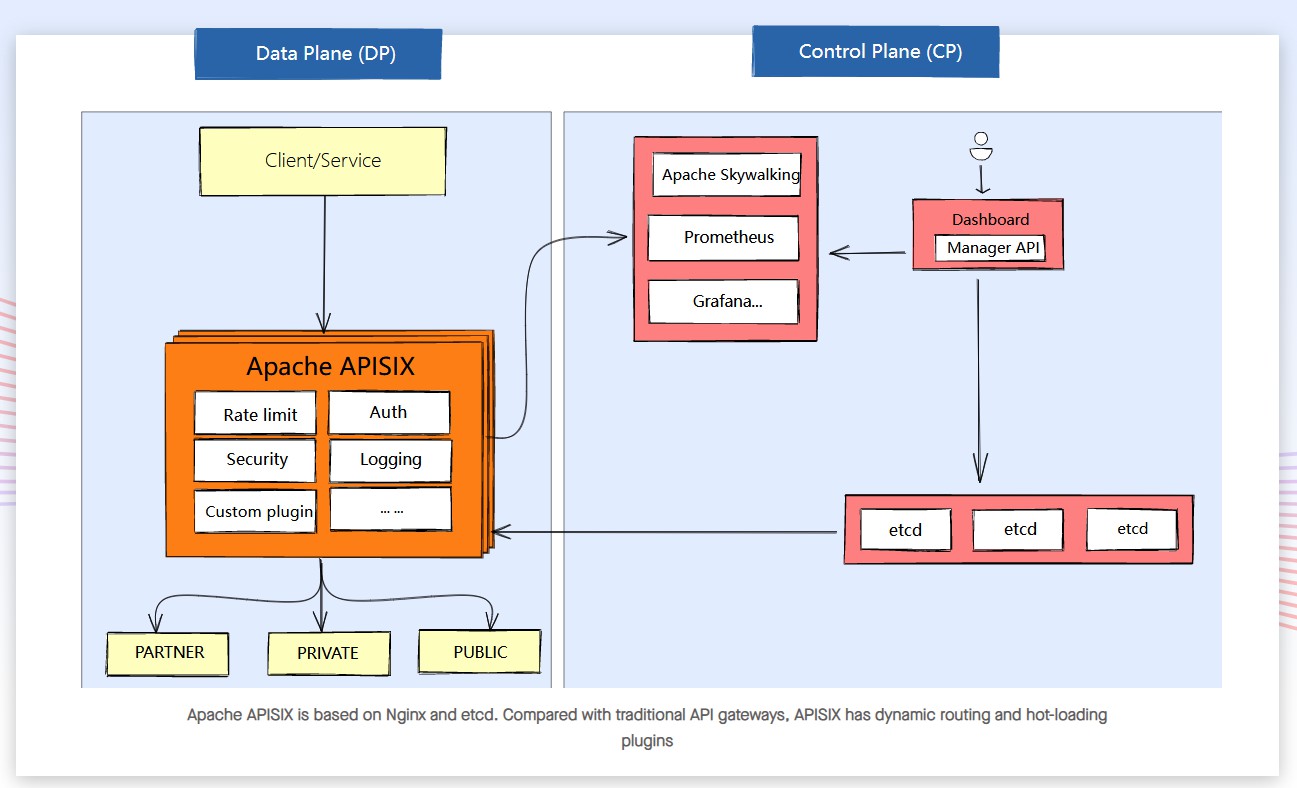 Data Plane (DP)
Control Plane (CP)
Client/Service
Apache APISIX
Rate limit
Auth
Security
Logging
Custom plugin
... ...
PARTNER
PRIVATE
PUBLIC
Apache Skywalking
Prometheus
Grafana...
Dashboard
Manager API
etcd
etcd
etcd
Apache APISIX is based on Nginx and etcd. Compared with traditional API gateways, APISIX has dynamic routing and hot-loading
plugins